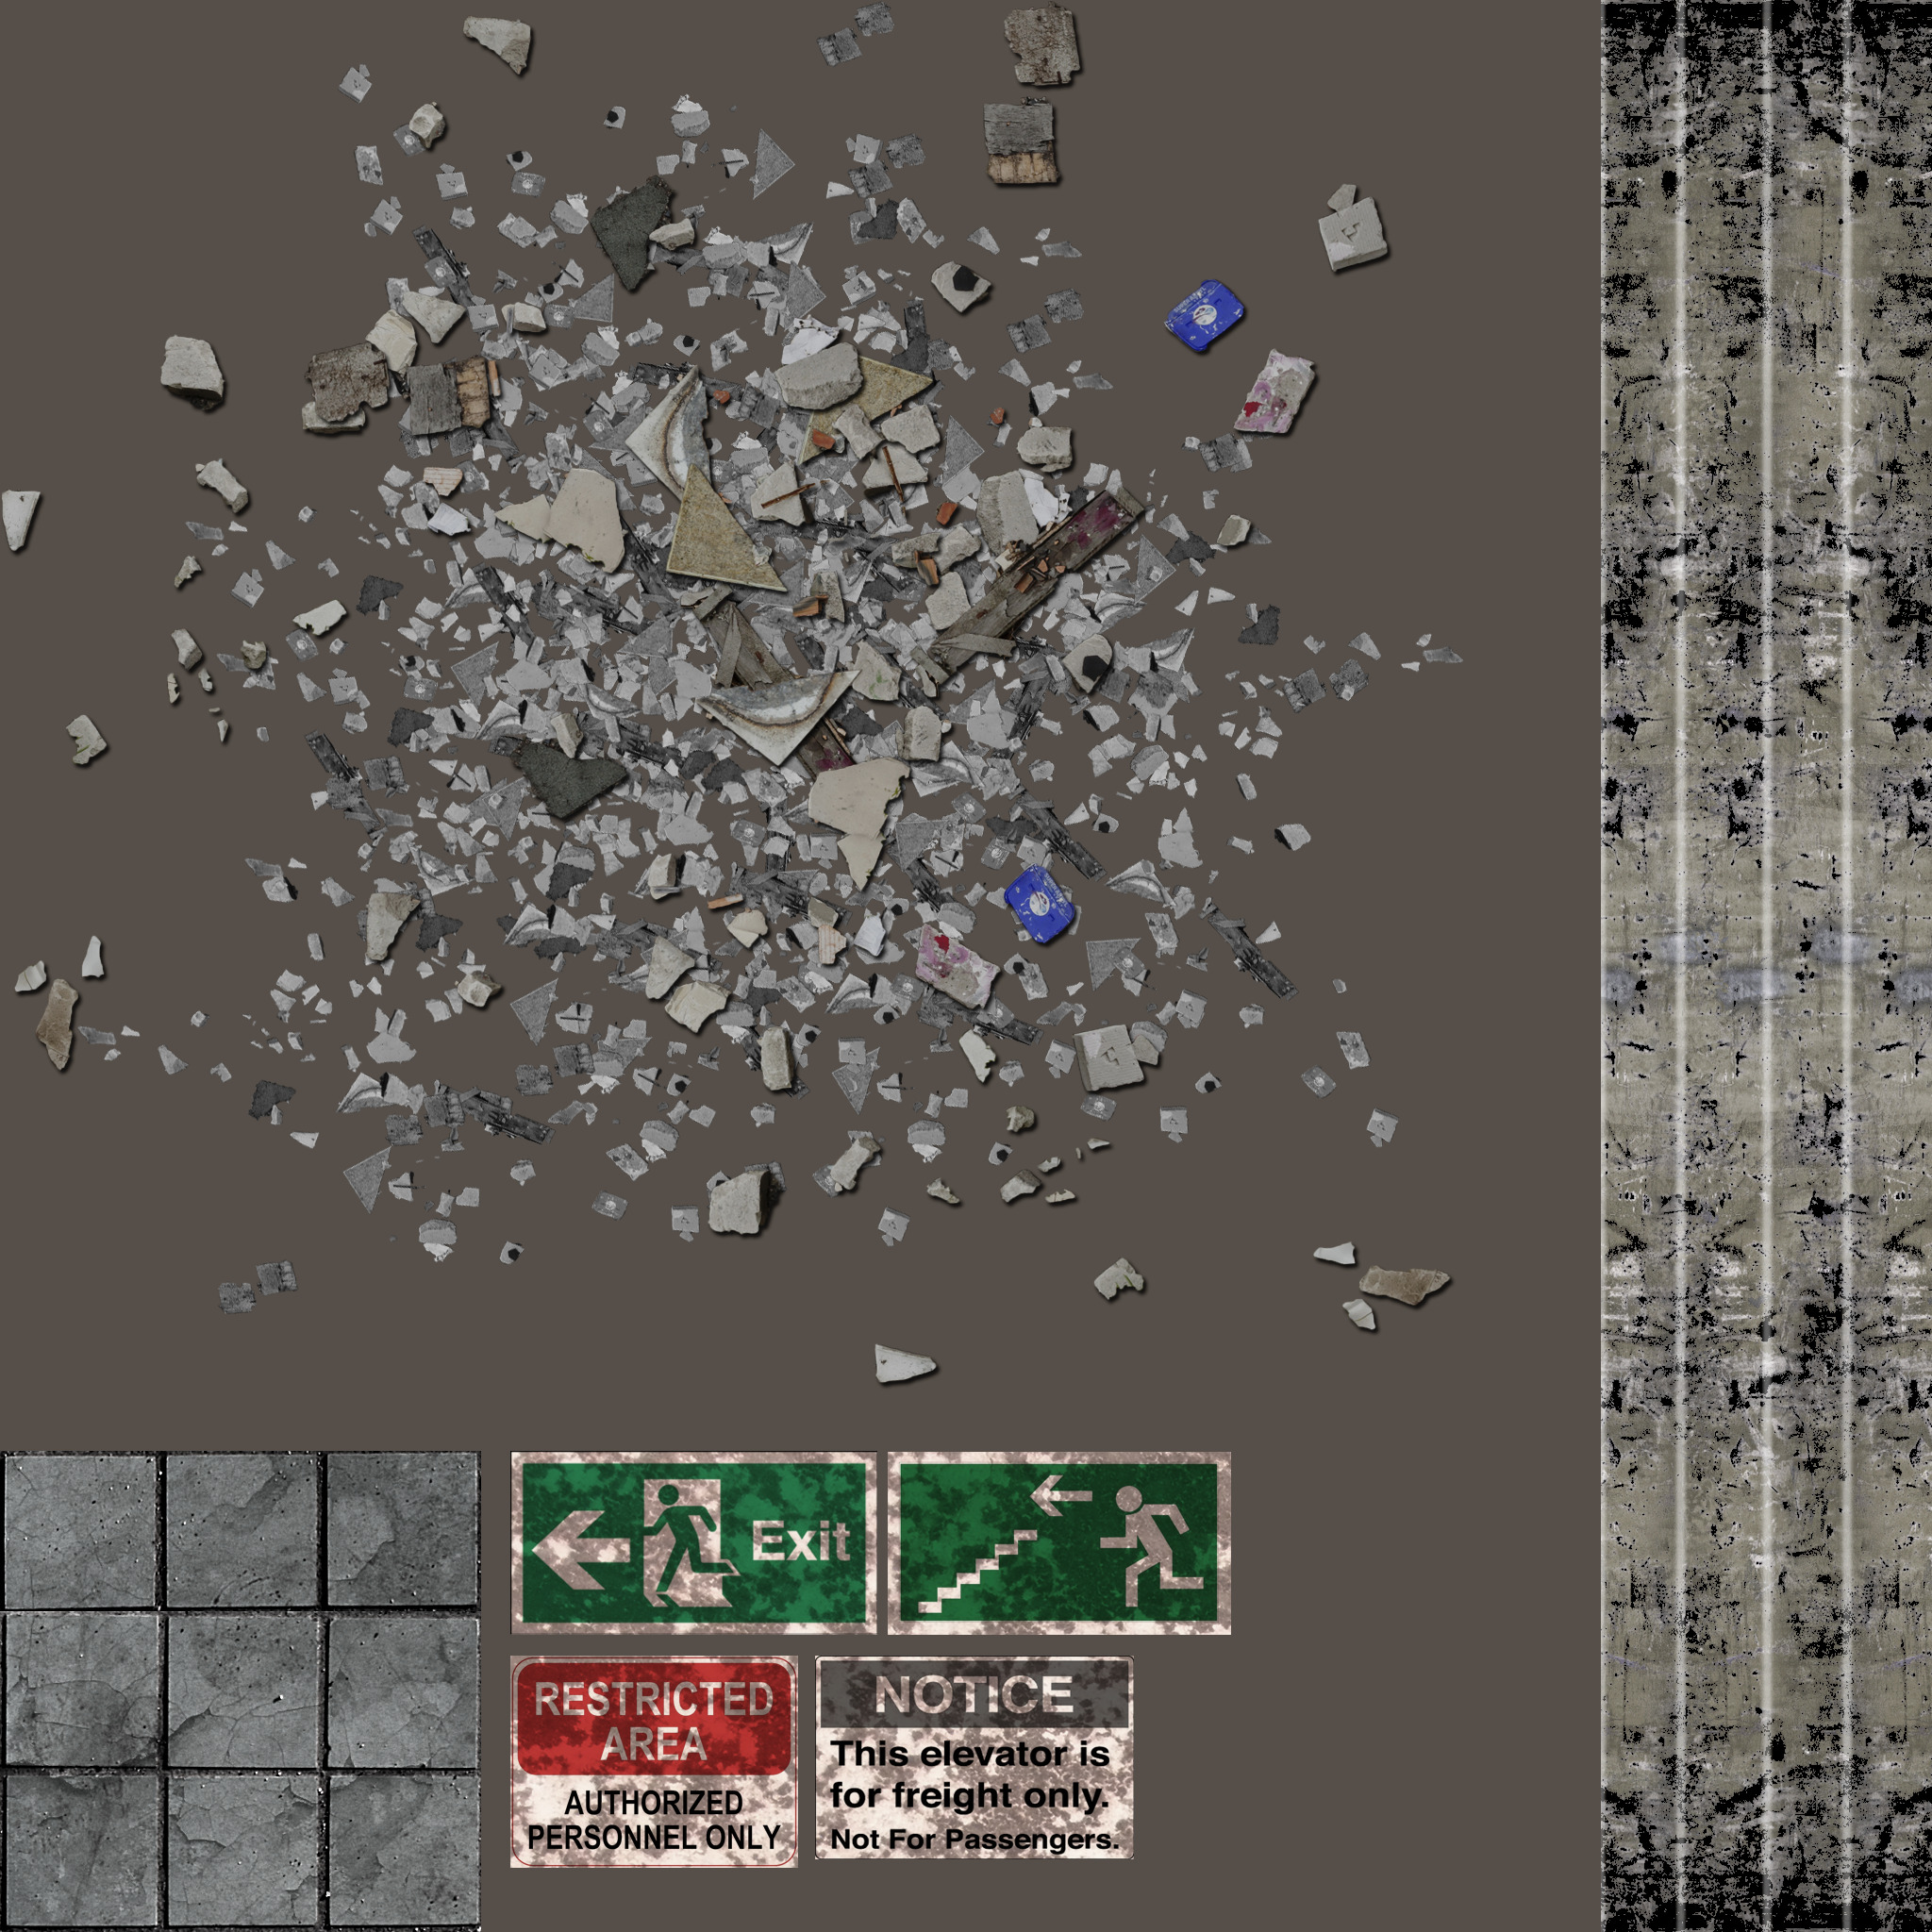 Exit
RESTRICTED
AREA
AUTHORIZED
PERSONNEL ONLY
NOTICE
This elevator is
for freight only.
Not For Passengers.